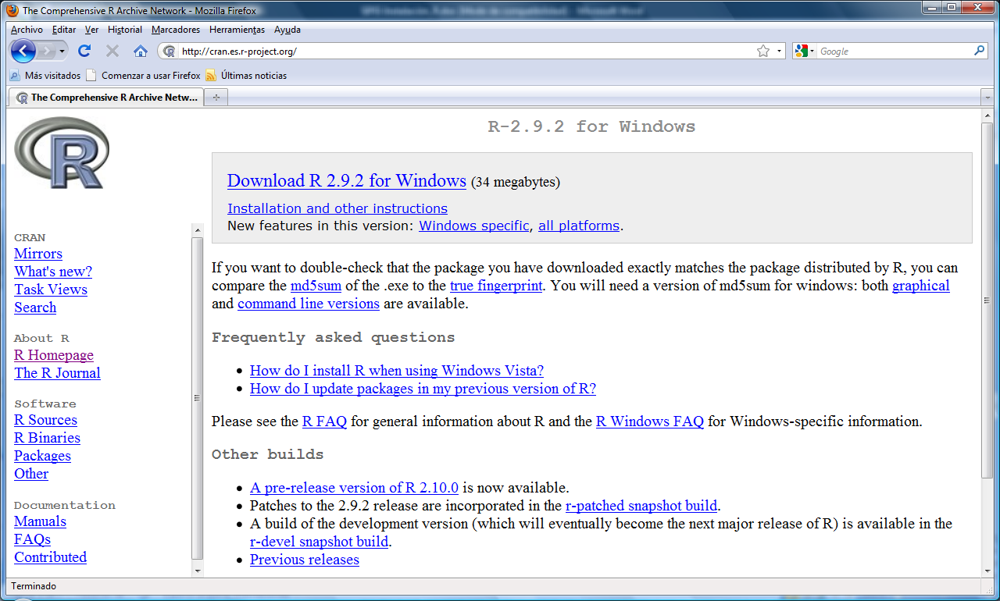 The Comprehensive R Archive Network - Mozilla Firefox
Archivo Editar Ver Historial Marcadores Herramientas Ayuda
http://cran.es.r-project.org/
Google
Más visitados Comenzar a usar Firefox Últimas noticias
The Comprehensive R Archive Netw...
R
CRAN
Mirrors
What's new?
Task Views
Search
About R
R Homepage
The R Journal
Software
R Sources
R Binaries
Packages
Other
Documentation
Manuals
FAQs
Contributed
R-2.9.2 for Windows
Download R 2.9.2 for Windows (34 megabytes)
Installation and other instructions
New features in this version: Windows specific, all platforms.
If you want to double-check that the package you have downloaded exactly matches the package distributed by R, you can
compare the md5sum of the .exe to the true fingerprint. You will need a version of md5sum for windows: both graphical
and command line versions are available.
Frequently asked questions
• How do I install R when using Windows Vista?
• How do I update packages in my previous version of R?
Please see the R FAQ for general information about R and the R Windows FAQ for Windows-specific information.
Other builds
• A pre-release version of R 2.10.0 is now available.
• Patches to the 2.9.2 release are incorporated in the r-patched snapshot build.
• A build of the development version (which will eventually become the next major release of R) is available in the
r-devel snapshot build.
• Previous releases
Terminado